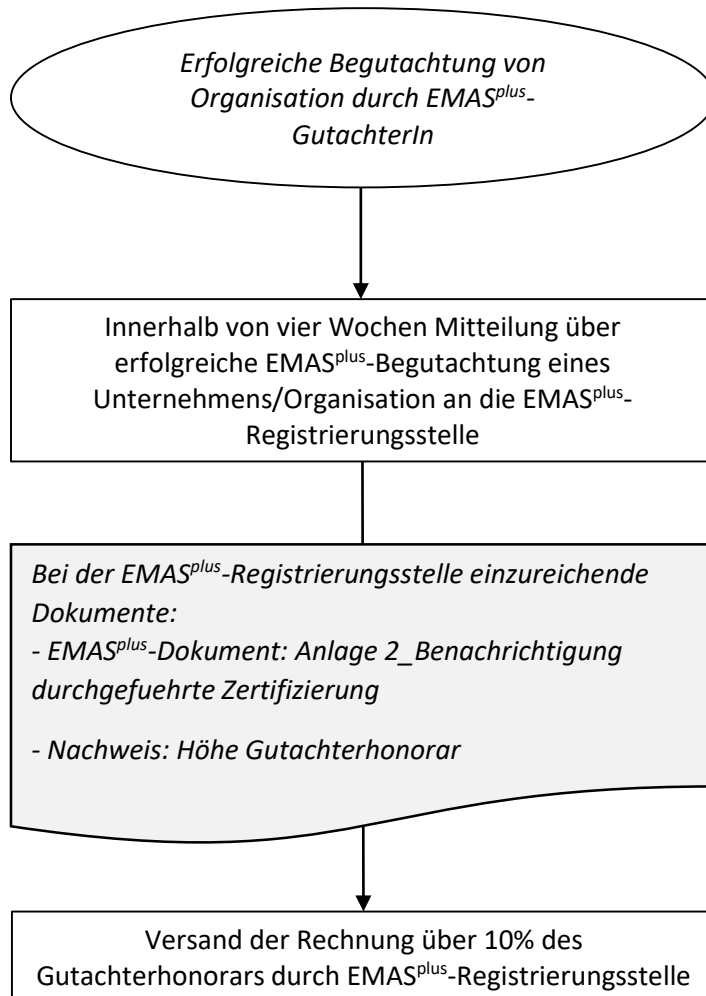 Erfolgreiche Begutachtung von
Organisation durch EMASplus-
GutachterIn
Innerhalb von vier Wochen Mitteilung über
erfolgreiche EMASplus-Begutachtung eines
Unternehmens/Organisation an die EMASplus-
Registrierungsstelle
Bei der EMASplus-Registrierungsstelle einzureichende
Dokumente:
- EMASplus-Dokument: Anlage 2_Benachrichtigung
durchgefuehrte Zertifizierung
- Nachweis: Höhe Gutachterhonorar
Versand der Rechnung über 10% des
Gutachterhonorars durch EMASplus-Registrierungsstelle